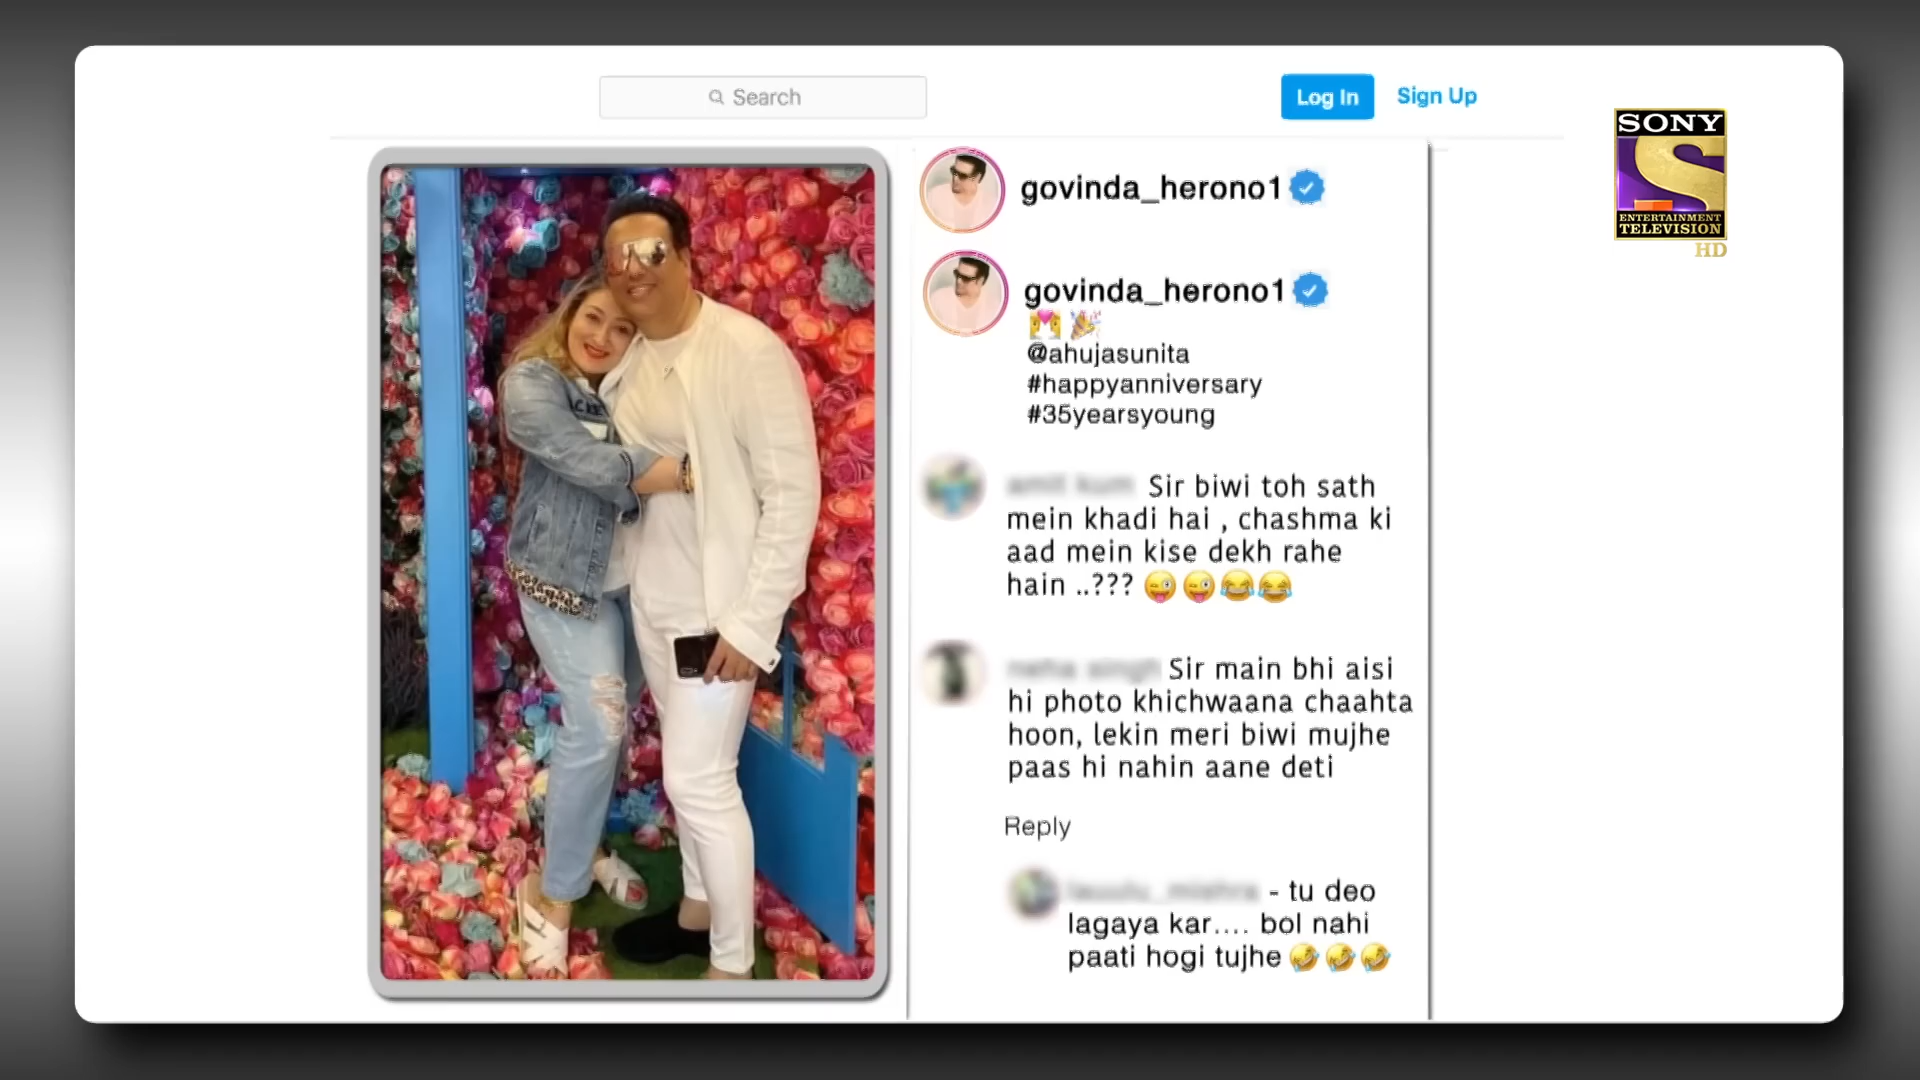 Search
Log In
Sign Up
SONY
ENTERTAINMENT
TELEVISION
HD
govinda_herono1
govinda_herono1
@ahujasunita
#happyanniversary
#35yearsyoung
Sir biwi toh sath
mein khadi hai , chashma ki
aad mein kise dekh rahe
hain ..??? 😜😜😂😂
Sir main bhi aisi
hi photo khichwaana chaahta
hoon, lekin meri biwi mujhe
paas hi nahin aane deti
Reply
- tu deo
lagaya kar.... bol nahi
paati hogi tujhe 🤣🤣🤣